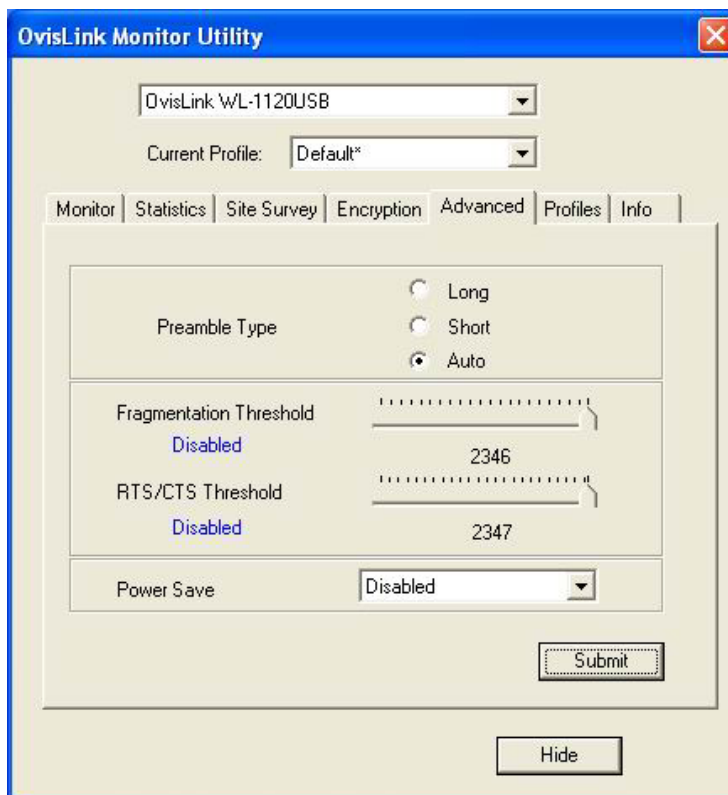 OvisLink Monitor Utility
OvisLink WL-1120USB
Current Profile: Default*
Monitor Statistics Site Survey Encryption Advanced Profiles Info
Long
Preamble Type Short
Auto
Fragmentation Threshold
Disabled 2346
RTS/CTS Threshold
Disabled 2347
Power Save Disabled
Submit
Hide